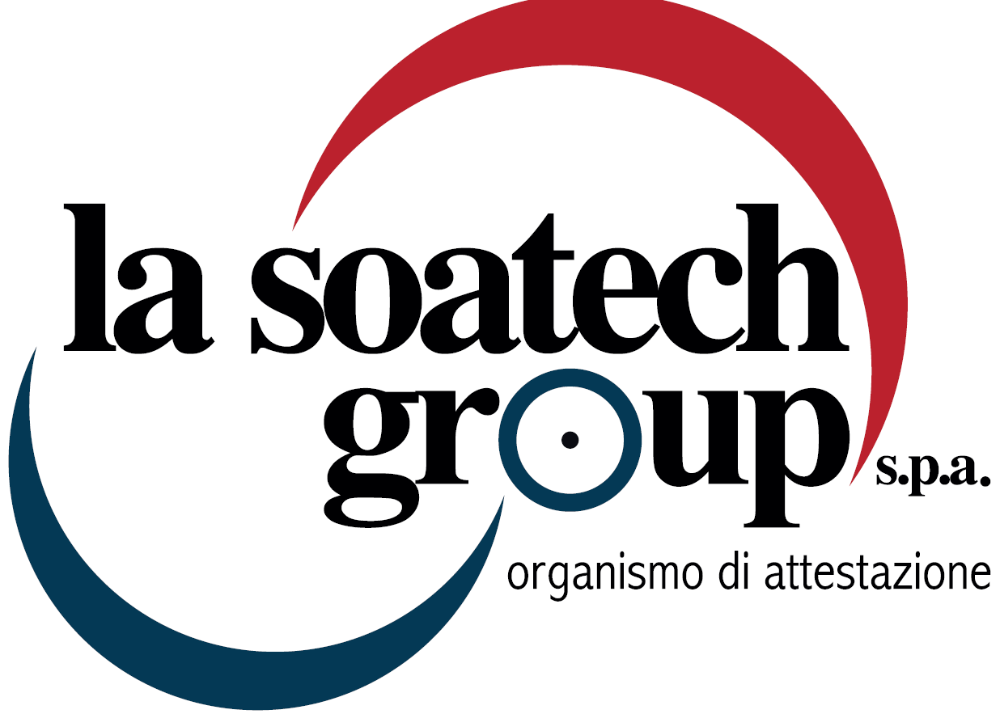 la soatech
group s.p.a.
organismo di attestazione